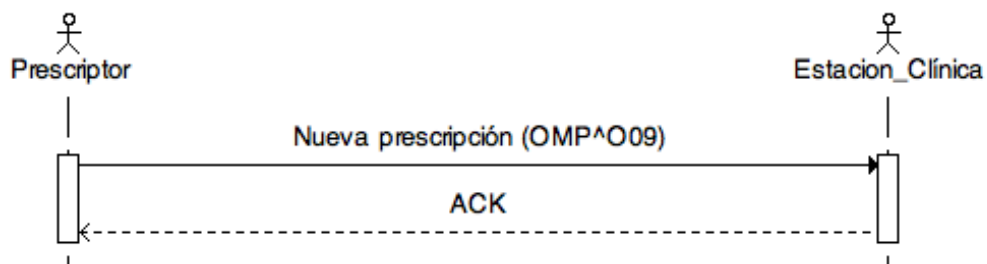 Prescriptor
Estacion_Clínica
Nueva prescripción (OMP^O09)
ACK